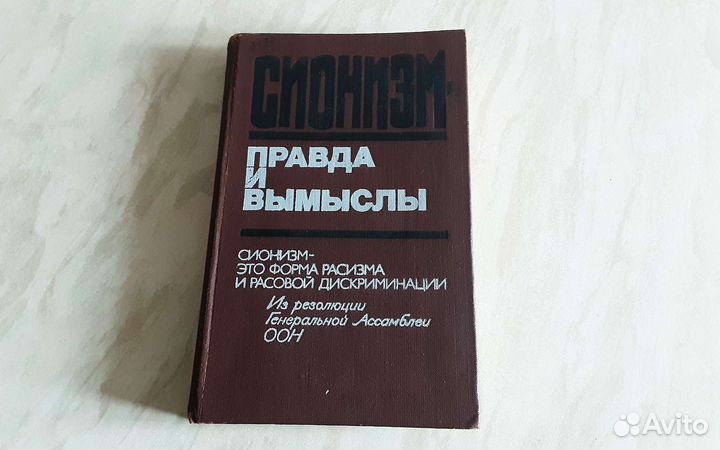 СИОНИЗМ-
ПРАВДА
И
ВЫМЫСЛЫ
СИОНИЗМ-
ЭТО ФОРМА РАСИЗМА
И РАСОВОЙ ДИСКРИМИНАЦИИ
Из резолюции
Генеральной Ассамблеи
ООН
Avito